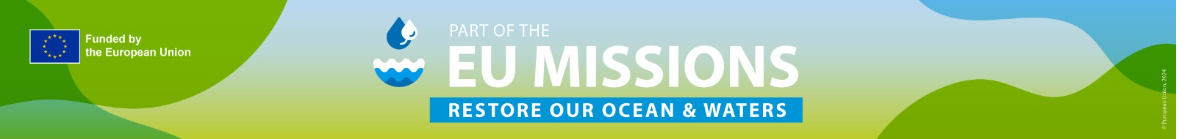 Funded by
the European Union
PART OF THE
EU MISSIONS
RESTORE OUR OCEAN & WATERS
© European Union, 2024